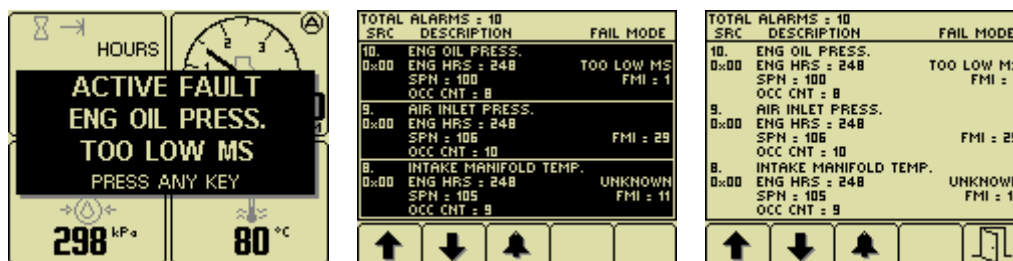 HOURS
2 3
1
ACTIVE FAULT
ENG OIL PRESS.
TOO LOW MS
PRESS ANY KEY
298 kPa
80 °C
TOTAL ALARMS : 10
SRC DESCRIPTION FAIL MODE
10. ENG OIL PRESS.
0x00 ENG HRS : 248 TOO LOW MS
SPN : 100 FMI : 1
OCC CNT : 8
9. AIR INLET PRESS.
0x00 ENG HRS : 248
SPN : 106 FMI : 29
OCC CNT : 10
8. INTAKE MANIFOLD TEMP.
0x00 ENG HRS : 248 UNKNOWN
SPN : 105 FMI : 11
OCC CNT : 9
TOTAL ALARMS : 10
SRC DESCRIPTION FAIL MODE
10. ENG OIL PRESS.
0x00 ENG HRS : 248 TOO LOW MS
SPN : 100 FMI :
OCC CNT : 8
9. AIR INLET PRESS.
0x00 ENG HRS : 248
SPN : 106 FMI : 29
OCC CNT : 10
8. INTAKE MANIFOLD TEMP.
0x00 ENG HRS : 248 UNKNOWN
SPN : 105 FMI : 1
OCC CNT : 9